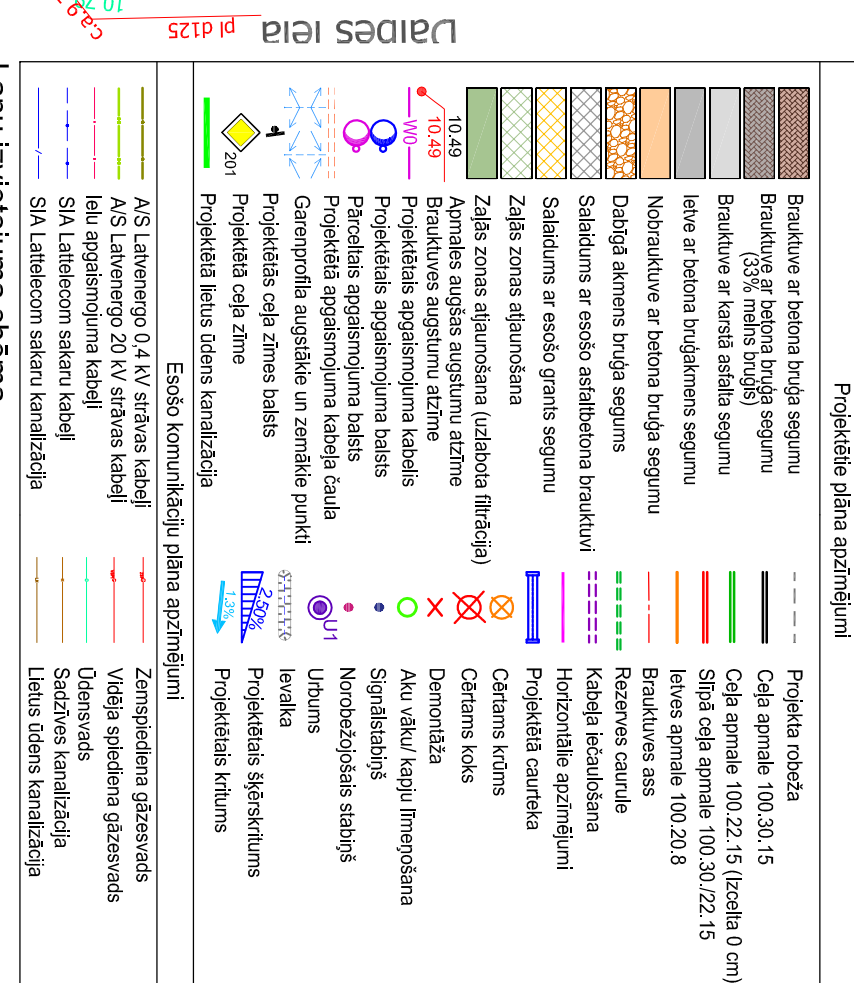 Projektētie plāna apzīmējumi
Brauktuve ar betona bruģa segumu
Brauktuve ar betona bruģa segumu
(33% melns bruģis)
Brauktuve ar karstā asfalta segumu
Ietve ar betona bruģakmens segumu
Nobrauktuve ar betona bruģa segumu
Dabīgā akmens bruģa segums
Salaidums ar esošo asfaltbetona brauktuvi
Salaidums ar esošo grants segumu
Zaļās zonas atjaunošana
Zaļās zonas atjaunošana (uzlabota filtrācija)
10.49
10.49
Apmales augšas augstumu atzīme
Brauktuves augstumu atzīme
W0
Projektētais apgaismojuma kabelis
Projektētais apgaismojuma balsts
Pārceltais apgaismojuma balsts
Projektētā apgaismojuma kabeļa čaula
Garenprofila augstākie un zemākie punkti
Projektētās ceļa zīmes balsts
201
Projektētā ceļa zīme
Projektētā lietus ūdens kanalizācija
Projekta robeža
Ceļa apmale 100.30.15
Ceļa apmale 100.22.15 (Izcelta 0 cm)
Slīpā ceļa apmale 100.30./22.15
Ietves apmale 100.20.8
Brauktuves ass
Rezerves caurule
Kabeļa iečaulošana
Horizontālie apzīmējumi
Projektētā caurteka
Cērtams krūms
Cērtams koks
Demontāža
Aku vāku/ kapju līmeņošana
Signālstabiņš
Norobežojošais stabiņš
U1
Urbums
Ievalka
2.50%
Projektētais šķērskritums
1.3%
Projektētais kritums
Esošo komunikāciju plāna apzīmējumi
A/S Latvenergo 0,4 kV strāvas kabeļi
A/S Latvenergo 20 kV strāvas kabeļi
Ielu apgaismojuma kabeļi
SIA Lattelecom sakaru kabeļi
SIA Lattelecom sakaru kanalizācija
Zemspiediena gāzesvads
Vidēja spiediena gāzesvads
Ūdensvads
Sadzīves kanalizācija
Lietus ūdens kanalizācija
pl d125